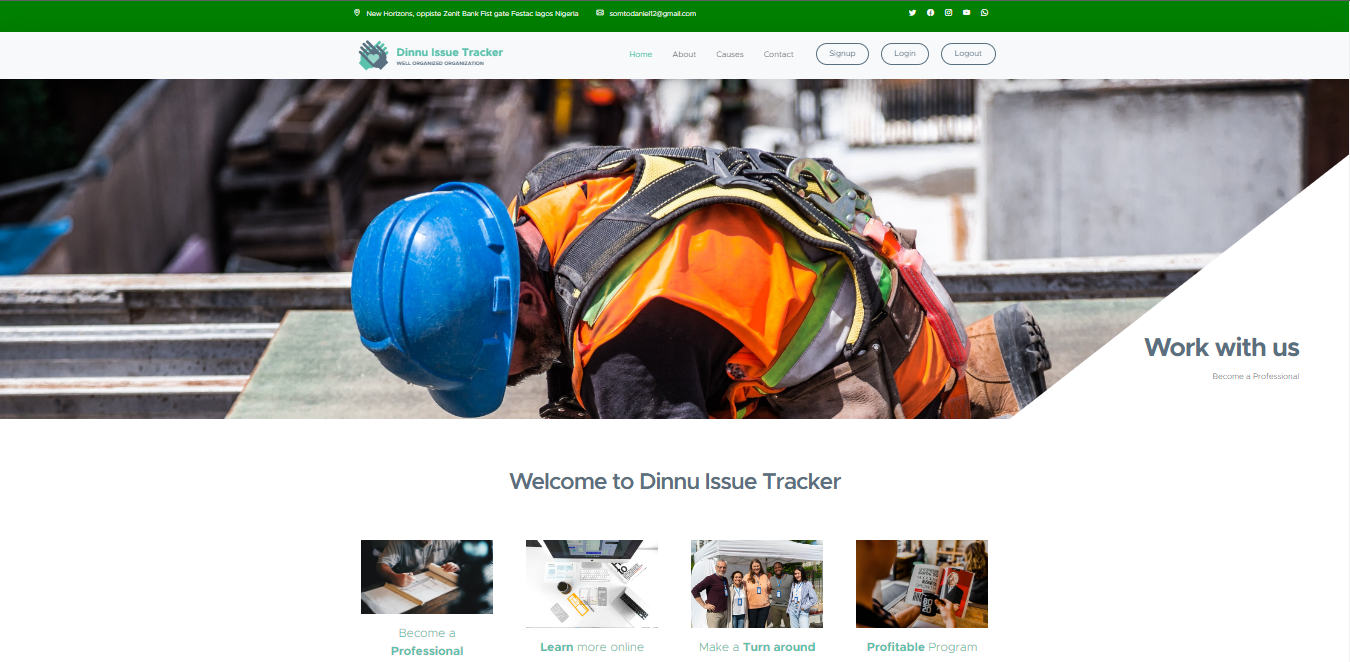 New Horizons, oppiste Zenit Bank Fist gate Festac lagos Nigeria
somtodaniel12@gmail.com
Dinnu Issue Tracker
WELL ORGANIZED ORGANIZATION
Home
About
Causes
Contact
Signup
Login
Logout
Work with us
Become a Professional
Welcome to Dinnu Issue Tracker
Become a
Professional
Learn more online
Make a Turn around
Profitable Program